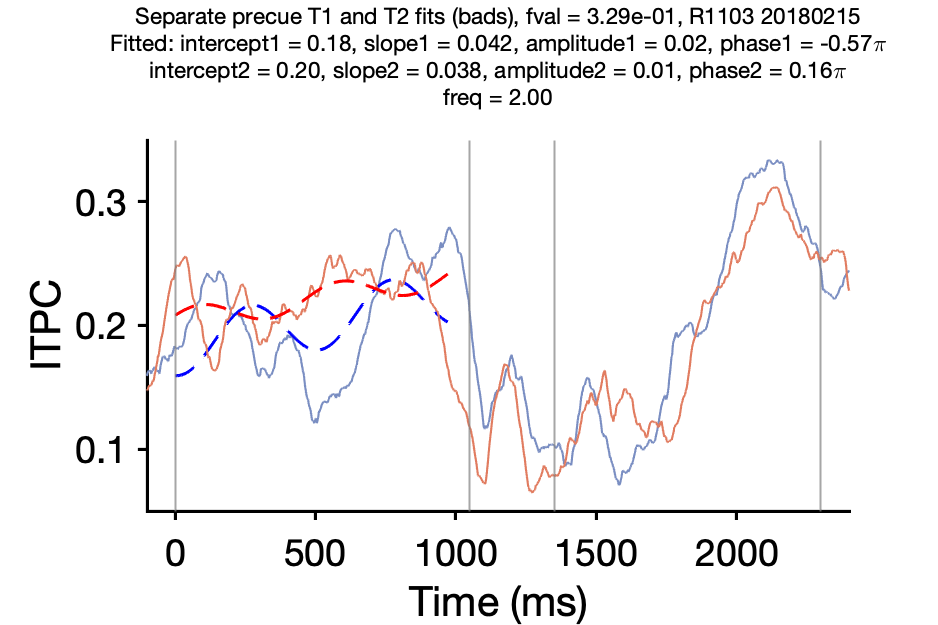 Separate precue T1 and T2 fits (bads), fval = 3.29e-01, R1103 20180215
Fitted: intercept1 = 0.18, slope1 = 0.042, amplitude1 = 0.02, phase1 = -0.57π
intercept2 = 0.20, slope2 = 0.038, amplitude2 = 0.01, phase2 = 0.16π
freq = 2.00
0.3
0.2
0.1
ITPC
0 500 1000 1500 2000
Time (ms)